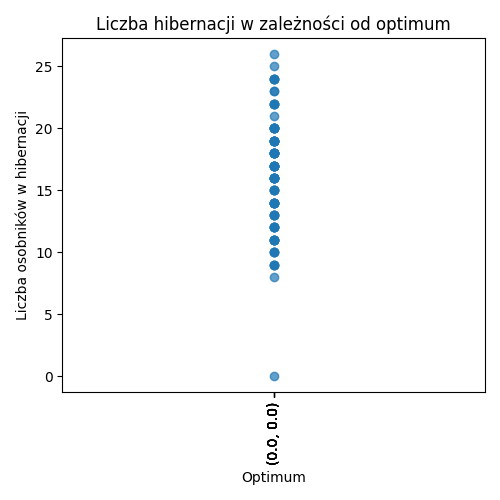 Liczba hibernacji w zależności od optimum
Liczba osobników w hibernacji
25
20
15
10
5
0
(0.0, 0.0)
Optimum